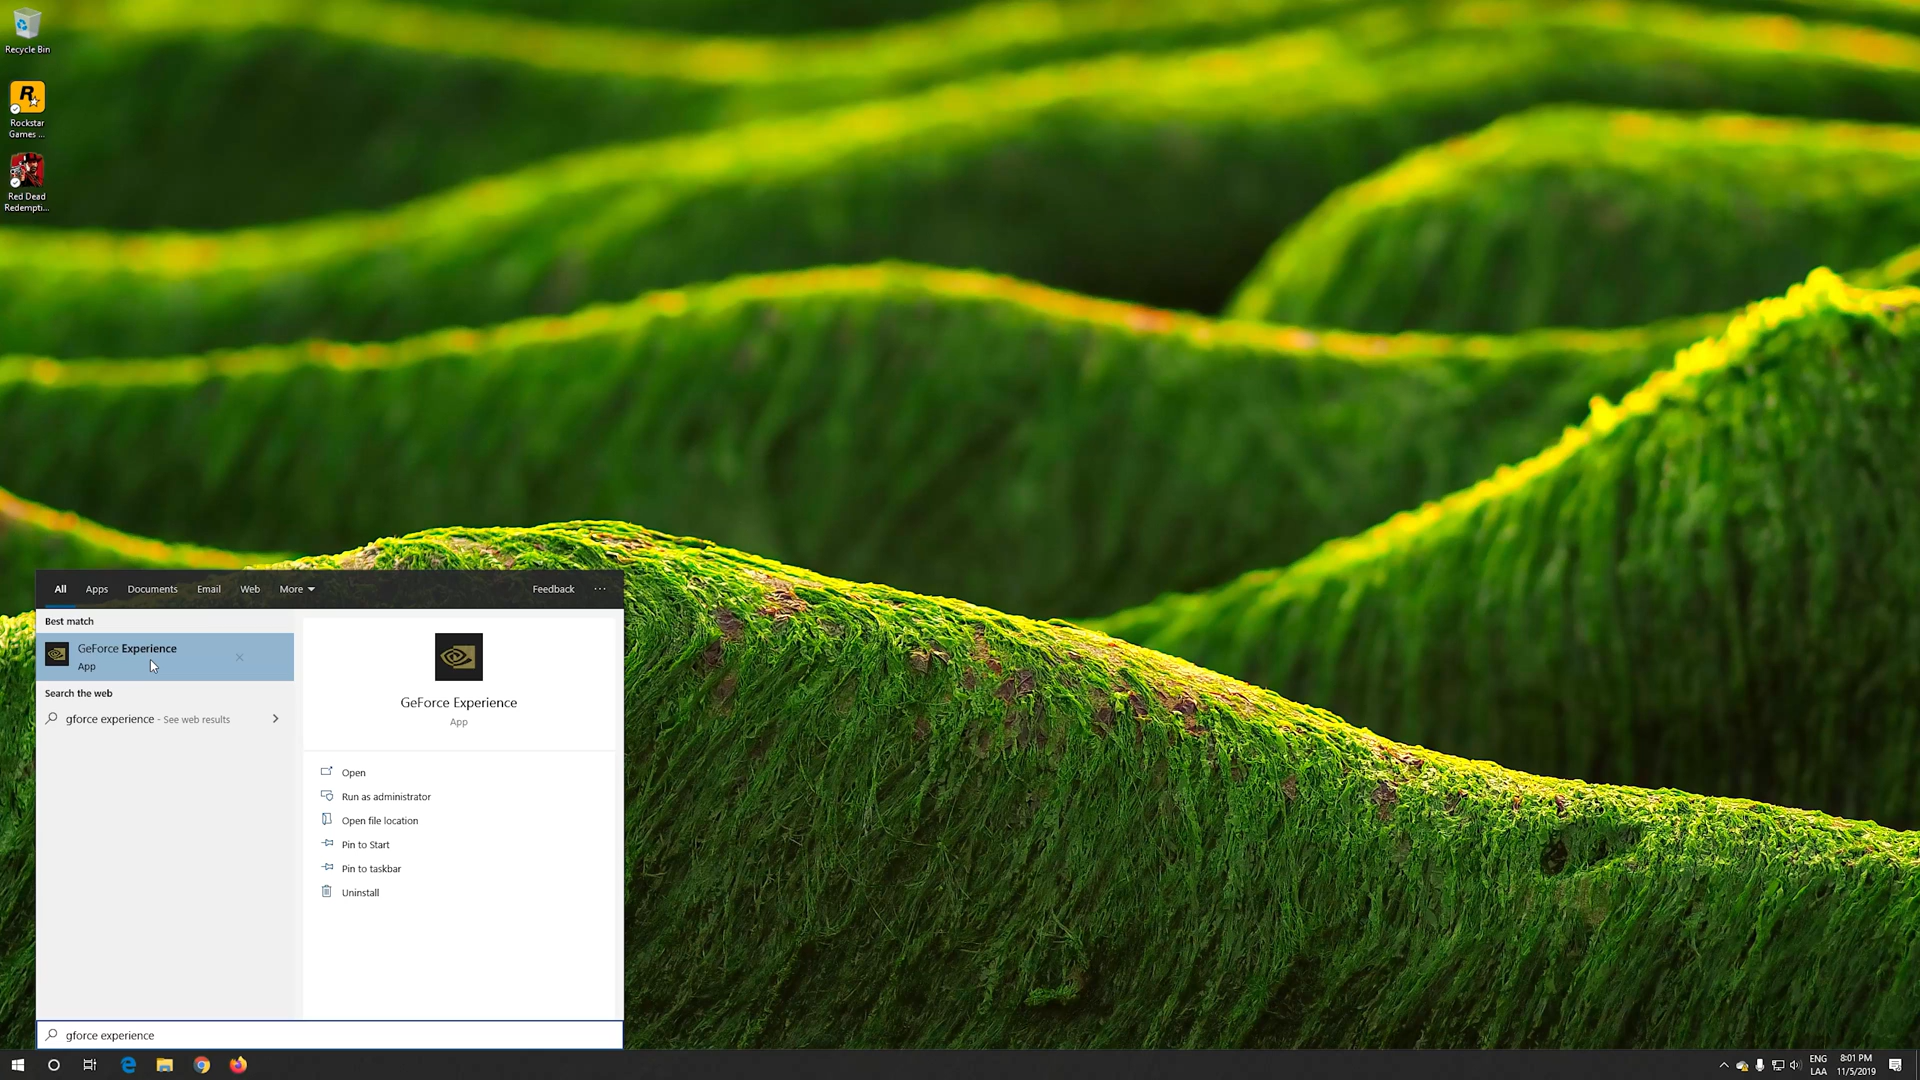 Recycle Bin
Rockstar
Games ...
Red Dead
Redempti...
All Apps Documents Email Web More Feedback ...
Best match
GeForce Experience
App
Search the web
gforce experience - See web results
GeForce Experience
App
Open
Run as administrator
Open file location
Pin to Start
Pin to taskbar
Uninstall
gforce experience
ENG 8:01 PM
LAA 11/5/2019